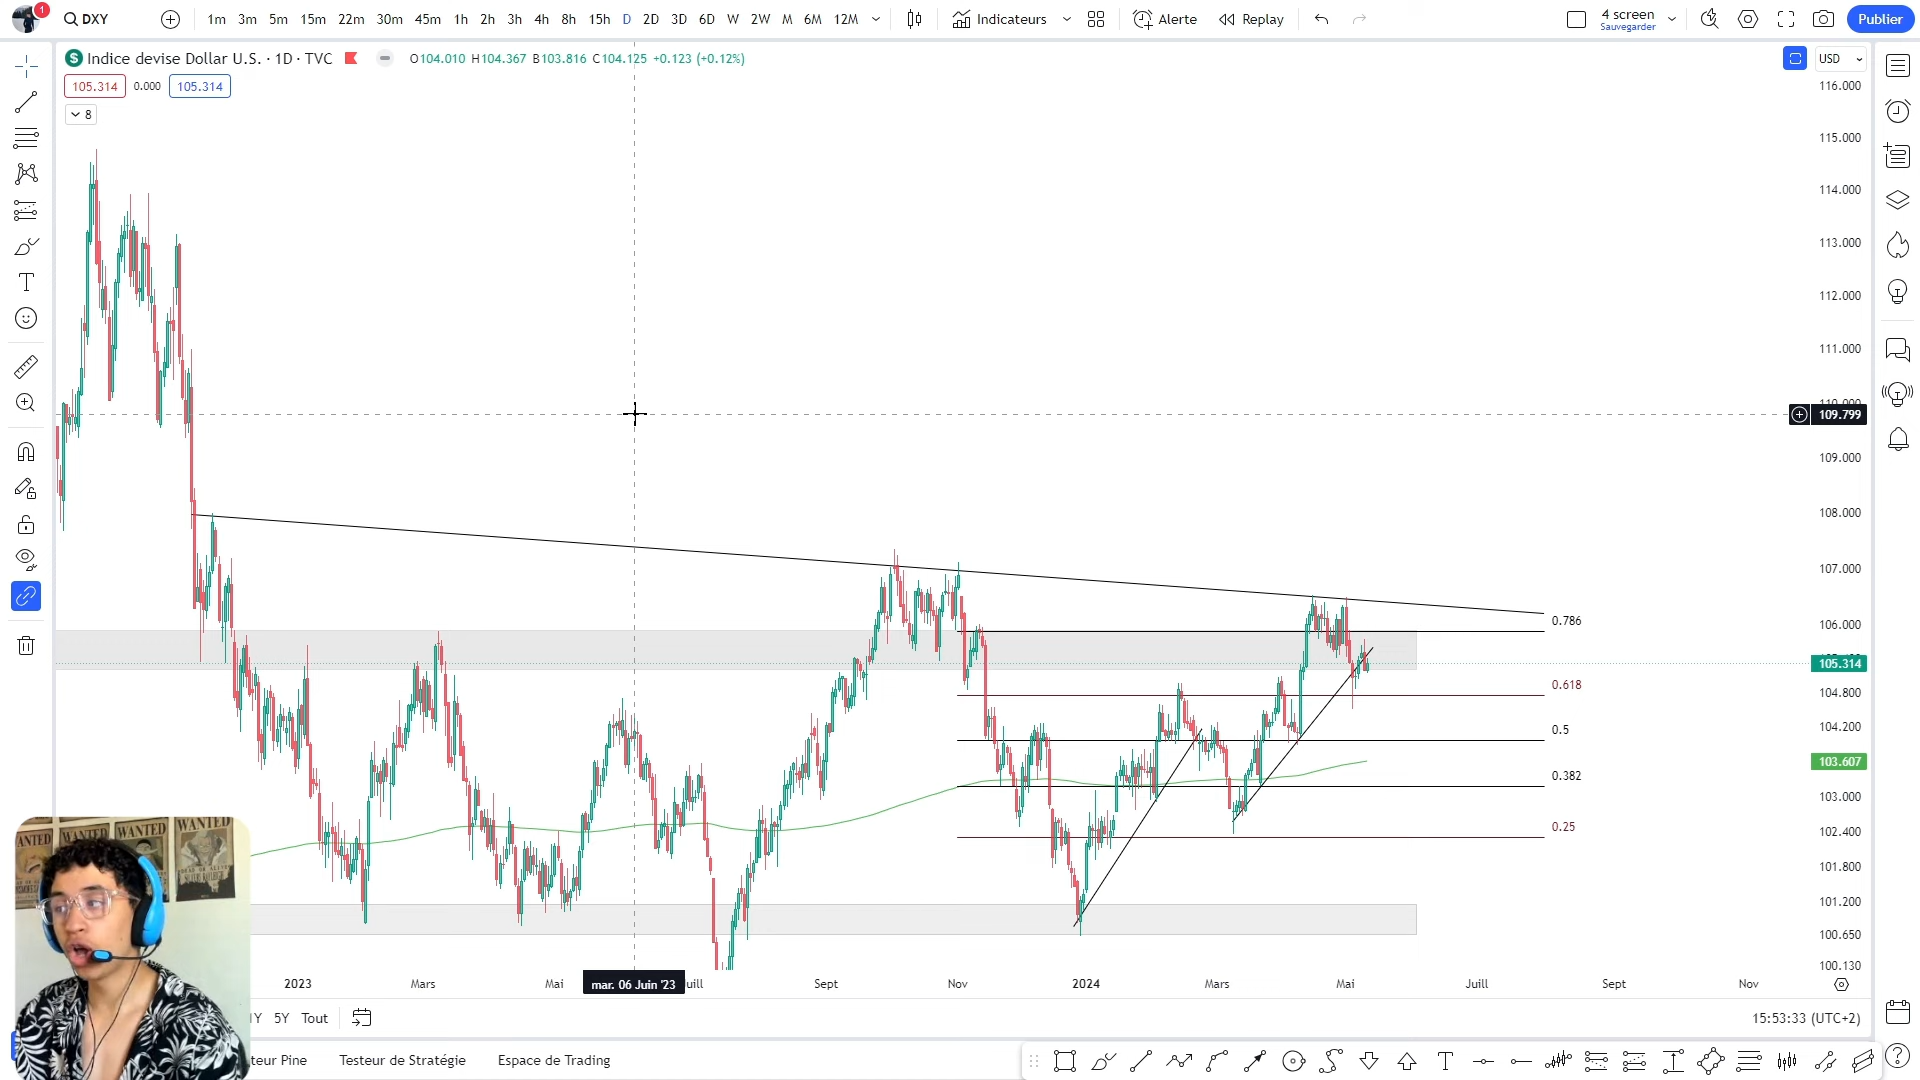 1
DXY
1m 3m 5m 15m 22m 30m 45m 1h 2h 3h 4h 8h 15h D 2D 3D 6D W 2W M 6M 12M
Indicateurs
Alerte
Replay
4 screen
Sauvegarder
Publier
Indice devise Dollar U.S. · 1D · TVC
O104.010 H104.367 B103.816 C104.125 +0.123 (+0.12%)
USD
105.314 0.000 105.314
8
116.000
115.000
114.000
113.000
112.000
111.000
109.799
109.000
108.000
107.000
0.786
106.000
105.314
0.618
104.800
0.5
104.200
103.607
0.382
103.000
0.25
102.400
101.800
101.200
100.650
100.130
WANTED WANTED WANTED WANTED
2023 Mars Mai mar. 06 Juin '23 uill Sept Nov 2024 Mars Mai Juill Sept Nov
1Y 5Y Tout
15:53:33 (UTC+2)
teur Pine Testeur de Stratégie Espace de Trading